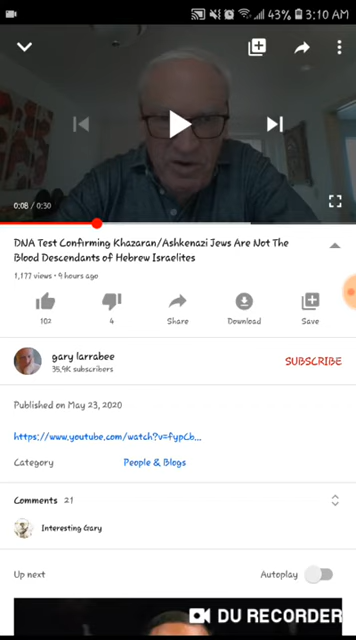 43% 3:10 AM
0:08 / 0:30
DNA Test Confirming Khazaran/Ashkenazi Jews Are Not The
Blood Descendants of Hebrew Israelites
1,177 views • 9 hours ago
102
4
Share
Download
Save
gary larrabee
35.9K subscribers
SUBSCRIBE
Published on May 23, 2020
https://www.youtube.com/watch?v=fypCb...
Category
People & Blogs
Comments 21
Interesting Gary
Up next
Autoplay
DU RECORDER